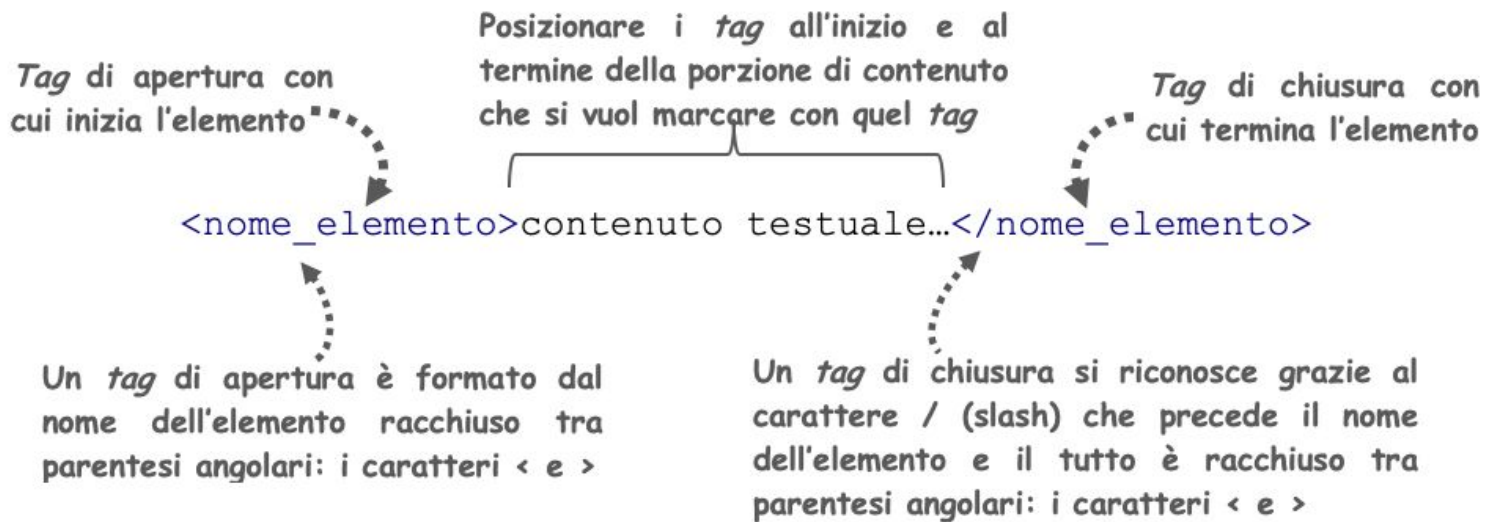 Posizionare i tag all'inizio e al
termine della porzione di contenuto
che si vuol marcare con quel tag
Tag di apertura con
cui inizia l'elemento
Tag di chiusura con
cui termina l'elemento
<nome_elemento>contenuto testuale…</nome_elemento>
Un tag di apertura è formato dal
nome dell'elemento racchiuso tra
parentesi angolari: i caratteri < e >
Un tag di chiusura si riconosce grazie al
carattere / (slash) che precede il nome
dell'elemento e il tutto è racchiuso tra
parentesi angolari: i caratteri < e >